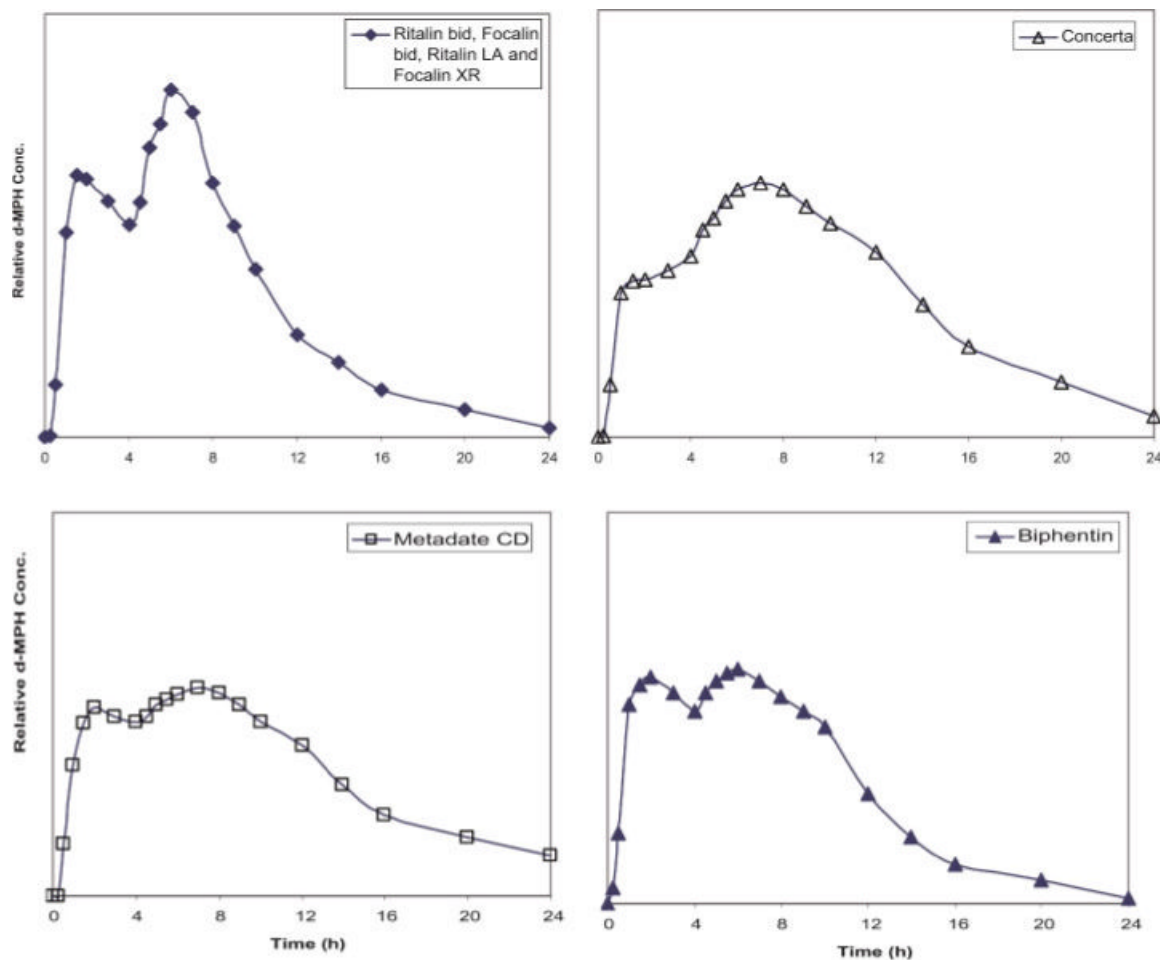 Relative d-MPH Conc.
Ritalin bid, Focalin
bid, Ritalin LA and
Focalin XR
0 4 8 12 16 20 24
Concerta
0 4 8 12 16 20 24
Relative d-MPH Conc.
Metadate CD
0 4 8 12 16 20 24
Time (h)
Biphentin
0 4 8 12 16 20 24
Time (h)